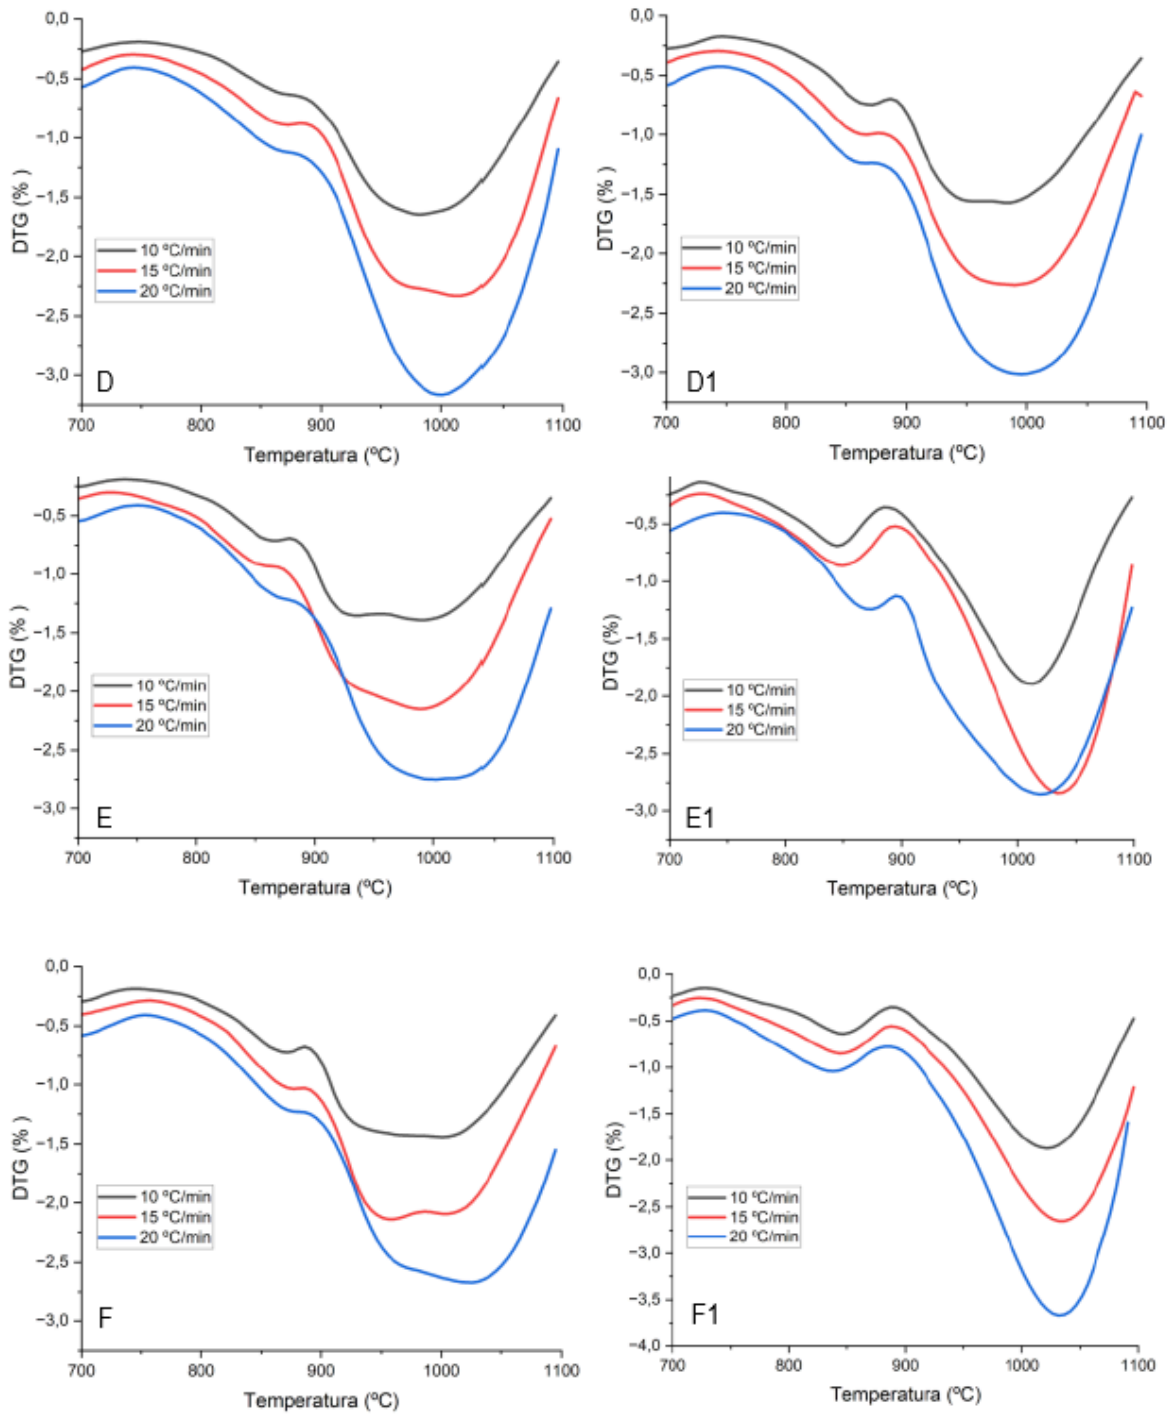 0,0
−0,5
−1,0
−1,5
−2,0
−2,5
−3,0
DTG (% )
10 ºC/min
15 ºC/min
20 ºC/min
D
700 800 900 1000 1100
Temperatura (ºC)
0,0
−0,5
−1,0
−1,5
−2,0
−2,5
−3,0
DTG (% )
10 ºC/min
15 ºC/min
20 ºC/min
D1
700 800 900 1000 1100
Temperatura (ºC)
−0,5
−1,0
−1,5
−2,0
−2,5
−3,0
DTG (% )
10 ºC/min
15 ºC/min
20 ºC/min
E
700 800 900 1000 1100
Temperatura (ºC)
−0,5
−1,0
−1,5
−2,0
−2,5
−3,0
DTG (%)
10 ºC/min
15 ºC/min
20 ºC/min
E1
700 800 900 1000 1100
Temperatura (ºC)
0,0
−0,5
−1,0
−1,5
−2,0
−2,5
−3,0
DTG (% )
10 ºC/min
15 ºC/min
20 ºC/min
F
700 800 900 1000 1100
Temperatura (ºC)
0,0
−0,5
−1,0
−1,5
−2,0
−2,5
−3,0
−3,5
−4,0
DTG (%)
10 ºC/min
15 ºC/min
20 ºC/min
F1
700 800 900 1000 1100
Temperatura (ºC)